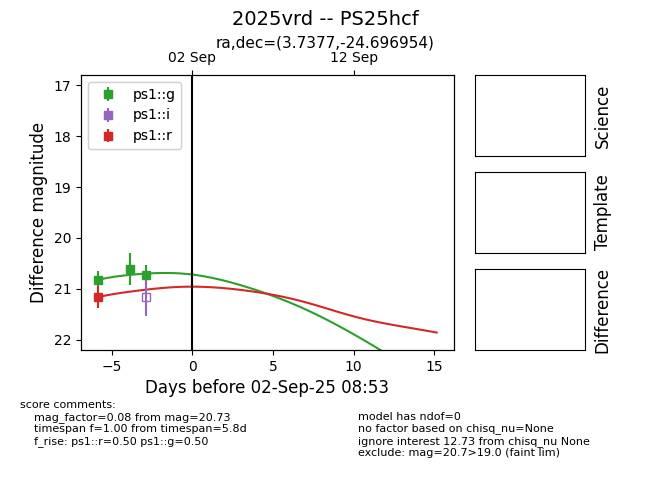 2025vrd -- PS25hcf
ra,dec=(3.7377,-24.696954)
02 Sep
12 Sep
ps1::g
ps1::i
ps1::r
17
18
19
20
21
22
Difference magnitude
−5
0
5
10
15
Days before 02-Sep-25 08:53
Science
Template
Difference
score comments:
mag_factor=0.08 from mag=20.73
timespan f=1.00 from timespan=5.8d
f_rise: ps1::r=0.50 ps1::g=0.50
model has ndof=0
no factor based on chisq_nu=None
ignore interest 12.73 from chisq_nu None
exclude: mag=20.7>19.0 (faint lim)